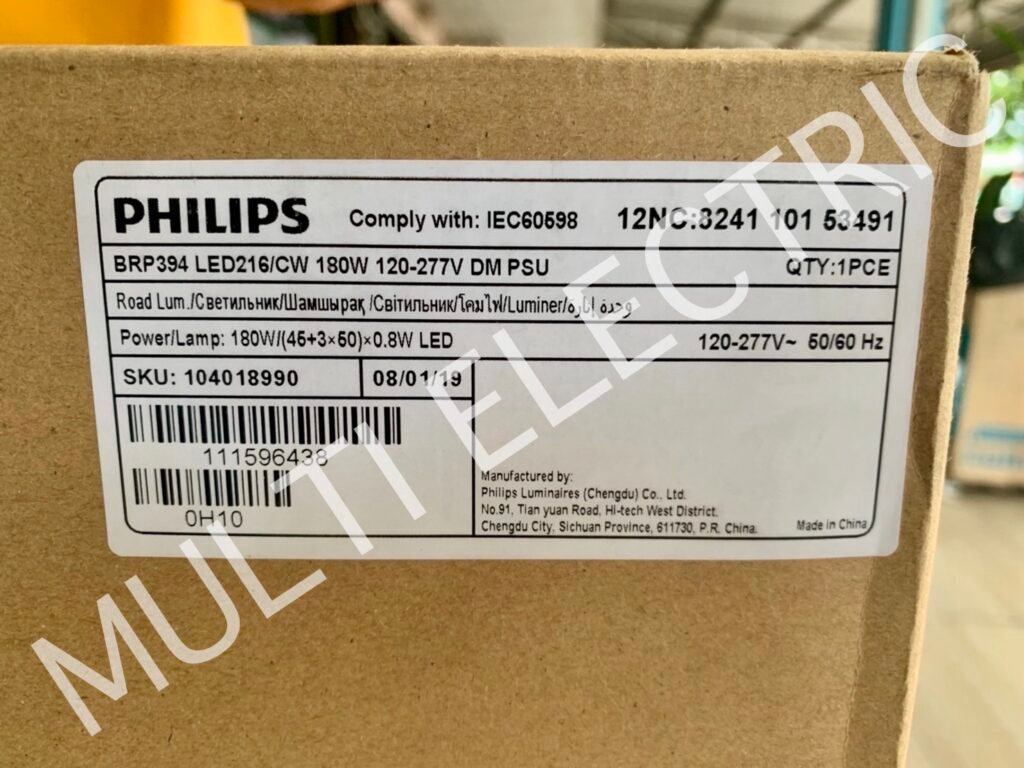 PHILIPS Comply with: IEC60598 12NC:8241 101 53491
BRP394 LED216/CW 180W 120-277V DM PSU QTY:1PCE
Road Lum./Светильник/Шамшырақ /Світильник/โคมไฟ/Luminer/وحدة إنارة
Power/Lamp: 180W/(45+3×50)×0.8W LED 120-277V~ 50/60 Hz
SKU: 104018990 08/01/19
111596438
0H10
Manufactured by:
Philips Luminaires (Chengdu) Co., Ltd.
No.91, Tian yuan Road, Hi-tech West District,
Chengdu City, Sichuan Province, 611730, P.R. China.
Made in China
MULTI ELECTRIC